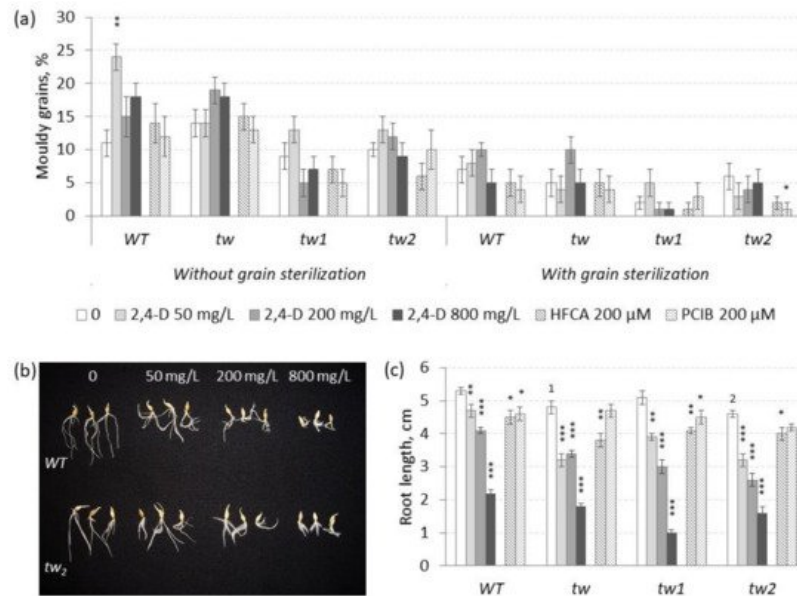 (a)
Mouldy grains, %
30
25
20
15
10
5
0
**
*
WT tw tw1 tw2 WT tw tw1 tw2
Without grain sterilization With grain sterilization
0 2,4-D 50 mg/L 2,4-D 200 mg/L 2,4-D 800 mg/L HFCA 200 µM PCIB 200 µM
(b)
0 50 mg/L 200 mg/L 800 mg/L
WT
tw2
(c)
Root length, cm
6
5
4
3
2
1
0
** *** *** * *
1 *** *** *** **
** *** *** ** *
2 *** *** *** *
WT tw tw1 tw2